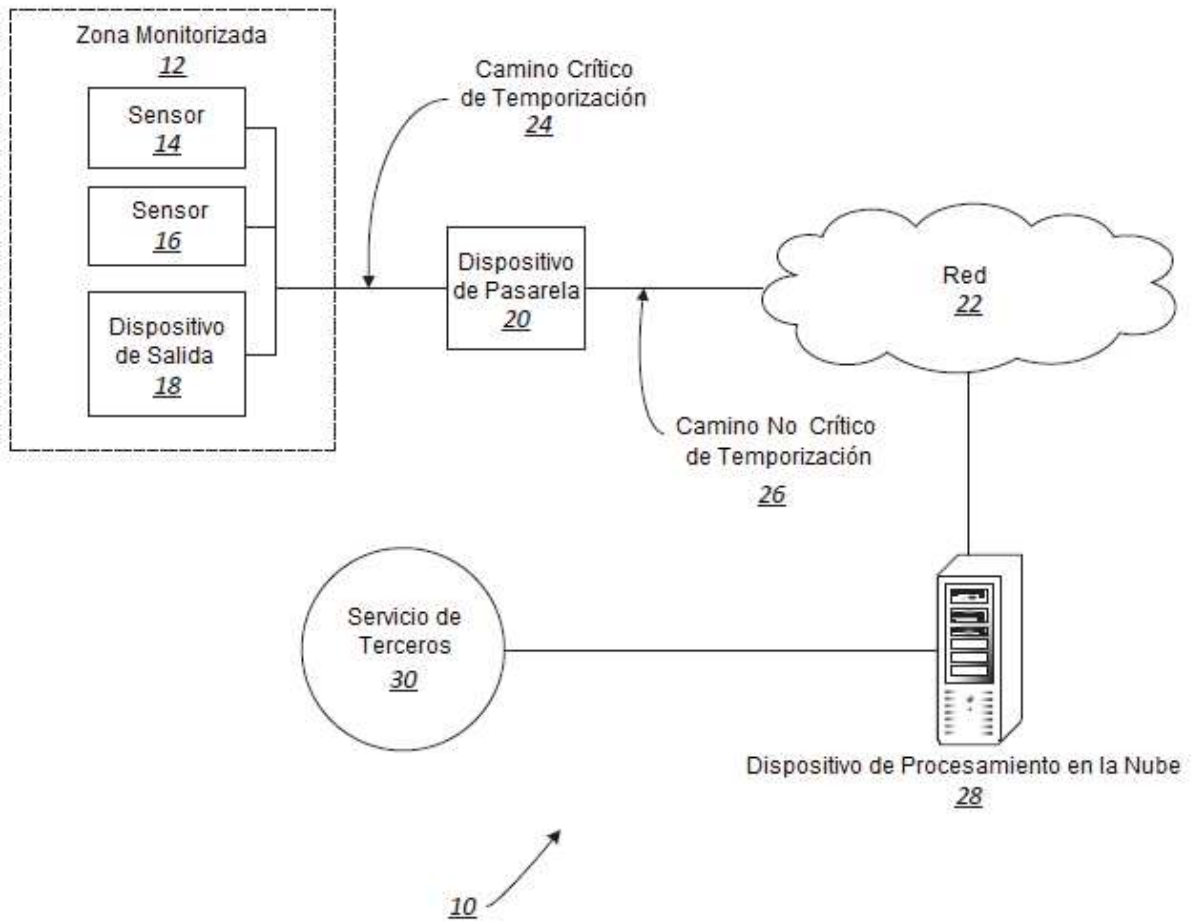 Zona Monitorizada
12
Sensor
14
Sensor
16
Dispositivo
de Salida
18
Camino Crítico
de Temporización
24
Dispositivo
de Pasarela
20
Red
22
Camino No Crítico
de Temporización
26
Servicio de
Terceros
30
Dispositivo de Procesamiento en la Nube
28
10